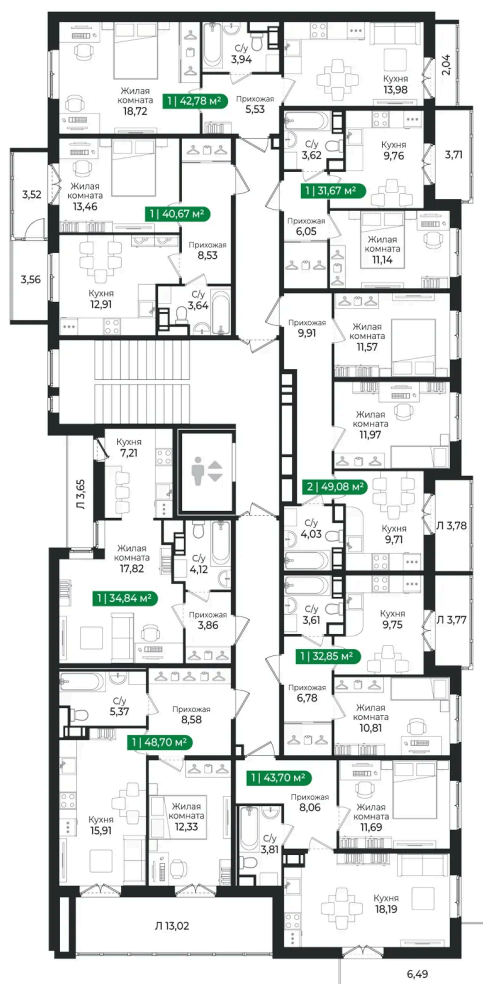 С/у
3,94
Жилая
комната
18,72
1 | 42,78 м²
Прихожая
5,53
Кухня
13,98
2,04
С/у
3,62
Кухня
9,76
3,71
1 | 31,67 м²
6,05
Жилая
комната
11,14
3,52
Жилая
комната
13,46
1 | 40,67 м²
Прихожая
8,53
3,56
Кухня
12,91
С/у
3,64
Прихожая
9,91
Жилая
комната
11,57
Жилая
комната
11,97
2 | 49,08 м²
С/у
4,03
Кухня
9,71
Л 3,78
Кухня
7,21
Л 3,65
17,82
С/у
4,12
1 | 34,84 м²
Прихожая
3,86
С/у
3,61
Кухня
9,75
Л 3,77
1 | 32,85 м²
Прихожая
6,78
Жилая
комната
10,81
С/у
5,37
Прихожая
8,58
1 | 48,70 м²
Кухня
15,91
Жилая
комната
12,33
1 | 43,70 м²
Прихожая
8,06
Жилая
комната
11,69
С/у
3,81
Кухня
18,19
Л 13,02
6,49